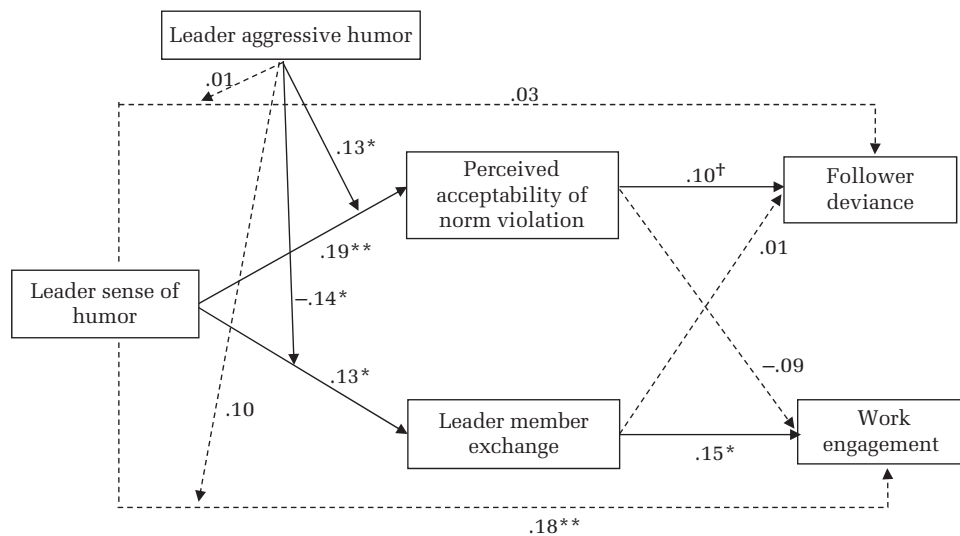 Leader aggressive humor
.01
.03
.13*
Perceived
acceptability of
norm violation
.10†
Follower
deviance
.19**
.01
Leader sense of
humor
−.14*
.13*
−.09
.10
Leader member
exchange
.15*
Work
engagement
.18**